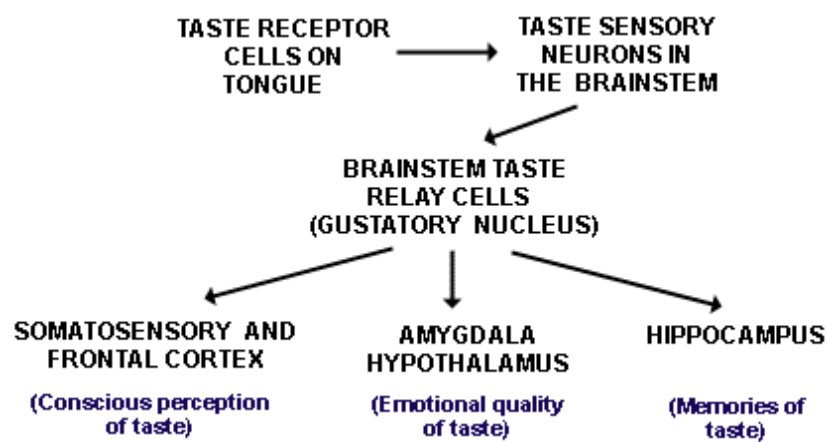 TASTE RECEPTOR
CELLS ON
TONGUE
TASTE SENSORY
NEURONS IN
THE BRAINSTEM
BRAINSTEM TASTE
RELAY CELLS
(GUSTATORY NUCLEUS)
SOMATOSENSORY AND
FRONTAL CORTEX
(Conscious perception
of taste)
AMYGDALA
HYPOTHALAMUS
(Emotional quality
of taste)
HIPPOCAMPUS
(Memories of
taste)